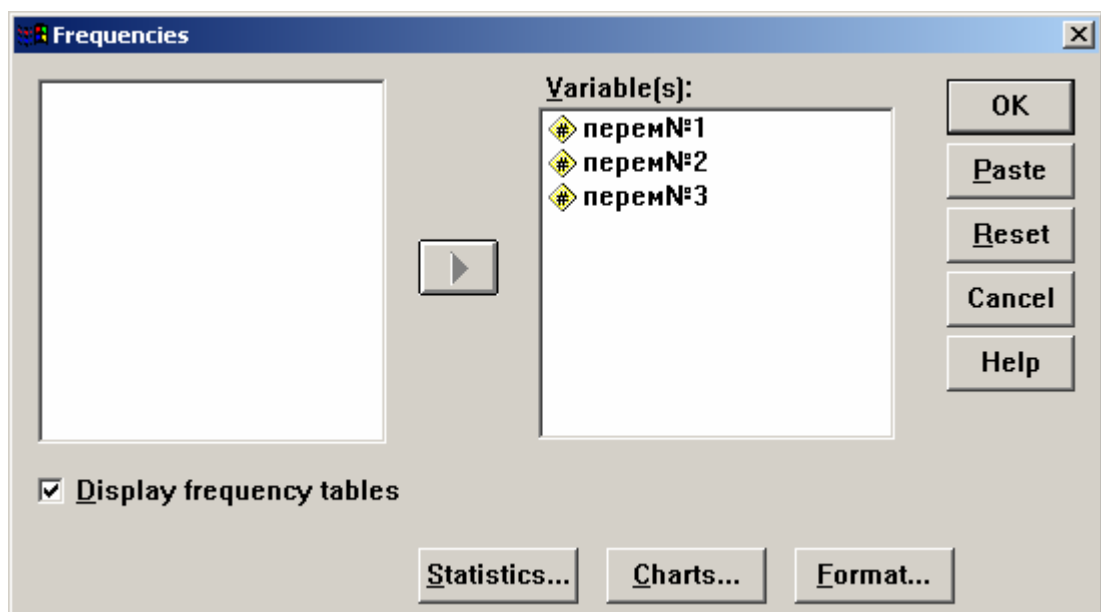 Frequencies
Variable(s):
перем№1
перем№2
перем№3
OK
Paste
Reset
Cancel
Help
Display frequency tables
Statistics...
Charts...
Format...